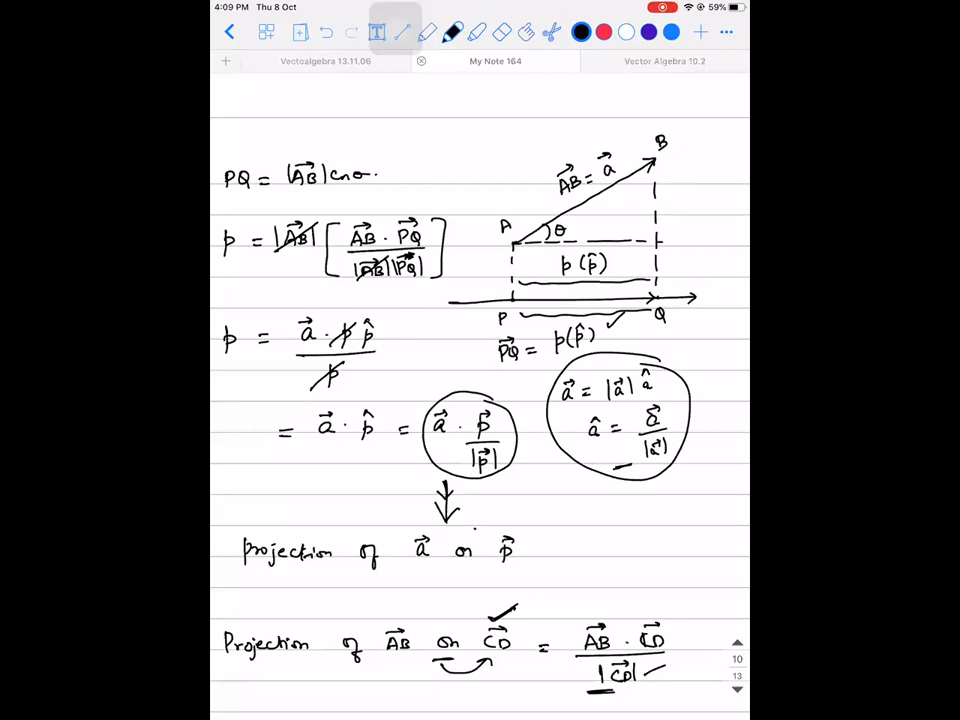 4:09 PM Thu 8 Oct
59%
Vectoalgebra 13.11.06
My Note 164
Vector Algebra 10.2
PQ = |AB⃗| cos θ.
p = |AB⃗| [ AB⃗ · PQ⃗ / |AB⃗||PQ⃗| ]
p = a⃗ · p p̂ / p
= a⃗ · p̂ = a⃗ · p⃗ / |p⃗|
B
AB⃗ = a⃗
A
θ
p (p̂)
P
Q
PQ⃗ = p(p̂)
a⃗ = |a⃗| â
â = a⃗ / |a⃗|
Projection of a⃗ on p⃗
Projection of AB⃗ on CD⃗ = AB⃗ · CD⃗ / |CD⃗|
10
13